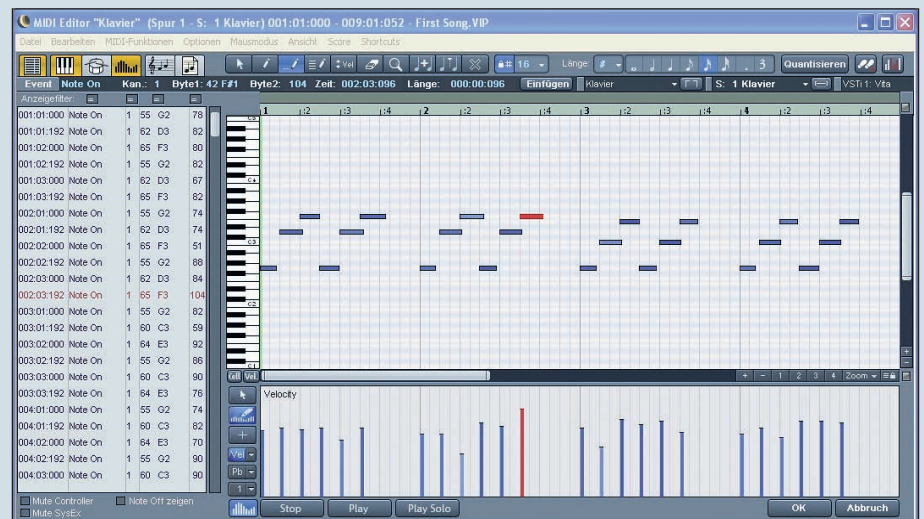 MIDI Editor "Klavier" (Spur 1 - S: 1 Klavier) 001:01:000 - 009:01:052 - First Song.VIP
Datei Bearbeiten MIDI-Funktionen Optionen Mausmodus Ansicht Score Shortcuts
Vel # 16 Länge 3 Quantisieren
Event Note On Kan.: 1 Byte1: 42 F#1 Byte2: 104 Zeit: 002:03:096 Länge: 000:00:096 Einfügen Klavier S: 1 Klavier VSTi 1: Vita
Anzeigefilter:
1 :2 :3 :4 2 :2 :3 :4 3 :2 :3 :4 4 :2 :3 :4
001:01:000 Note On 1 55 G2 78
001:01:192 Note On 1 62 D3 82
001:02:000 Note On 1 65 F3 80
001:02:192 Note On 1 55 G2 82
001:03:000 Note On 1 62 D3 67
001:03:192 Note On 1 65 F3 82
002:01:000 Note On 1 55 G2 74
002:01:192 Note On 1 62 D3 74
002:02:000 Note On 1 65 F3 51
002:02:192 Note On 1 55 G2 88
002:03:000 Note On 1 62 D3 84
002:03:192 Note On 1 65 F3 104
003:01:000 Note On 1 55 G2 82
003:01:192 Note On 1 60 C3 59
003:02:000 Note On 1 64 E3 92
003:02:192 Note On 1 55 G2 86
003:03:000 Note On 1 60 C3 90
003:03:192 Note On 1 64 E3 76
004:01:000 Note On 1 55 G2 74
004:01:192 Note On 1 60 C3 82
004:02:000 Note On 1 64 E3 70
004:02:192 Note On 1 55 G2 90
004:03:000 Note On 1 60 C3 90
C5
C4
C3
C2
C1
Cell Vel
+ - 1 2 3 4 Zoom
Velocity
Vel
Pb
1
Mute Controller Note Off zeigen
Mute SysEx
Stop Play Play Solo OK Abbruch